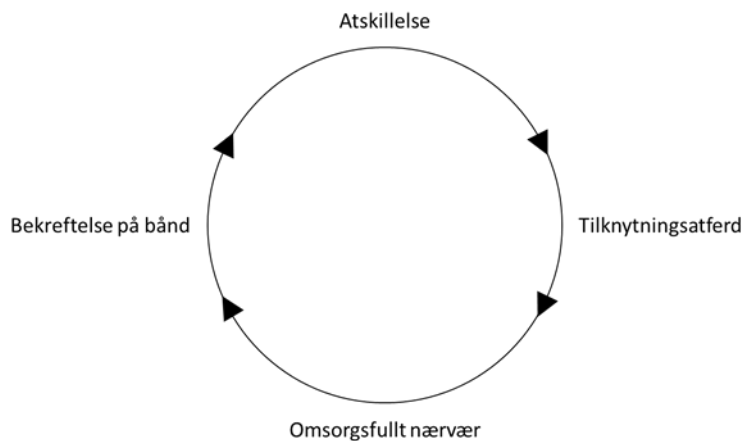 Atskillelse
Bekreftelse på bånd
Tilknytningsatferd
Omsorgsfullt nærvær